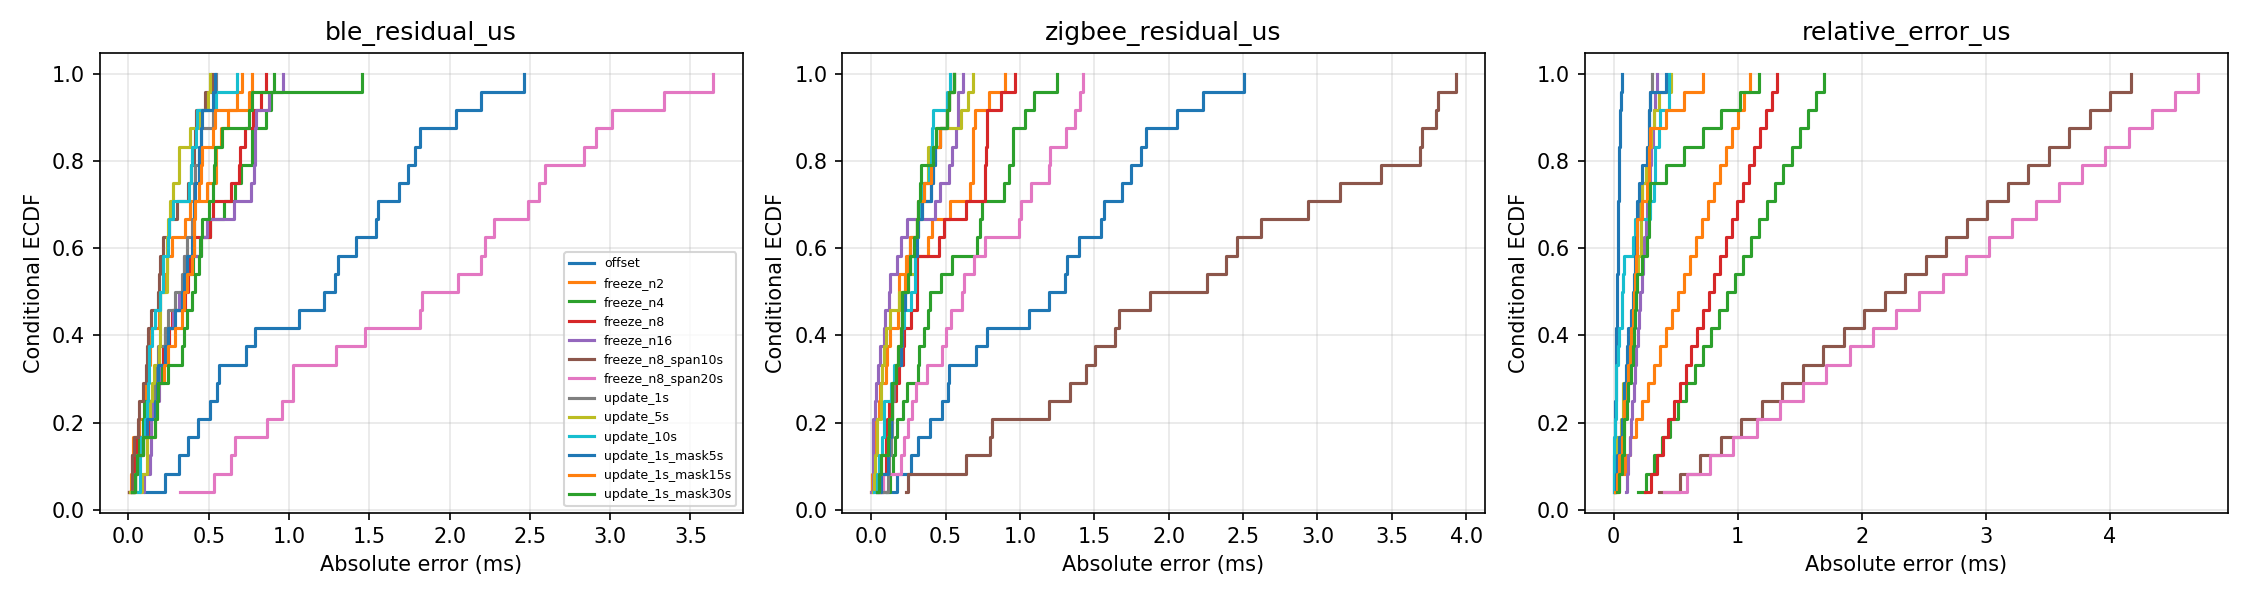 ble_residual_us
zigbee_residual_us
relative_error_us
Conditional ECDF
1.0
0.8
0.6
0.4
0.2
0.0
0.0 0.5 1.0 1.5 2.0 2.5 3.0 3.5
Absolute error (ms)
offset
freeze_n2
freeze_n4
freeze_n8
freeze_n16
freeze_n8_span10s
freeze_n8_span20s
update_1s
update_5s
update_10s
update_1s_mask5s
update_1s_mask15s
update_1s_mask30s
Conditional ECDF
1.0
0.8
0.6
0.4
0.2
0.0
0.0 0.5 1.0 1.5 2.0 2.5 3.0 3.5 4.0
Absolute error (ms)
Conditional ECDF
1.0
0.8
0.6
0.4
0.2
0.0
0 1 2 3 4
Absolute error (ms)